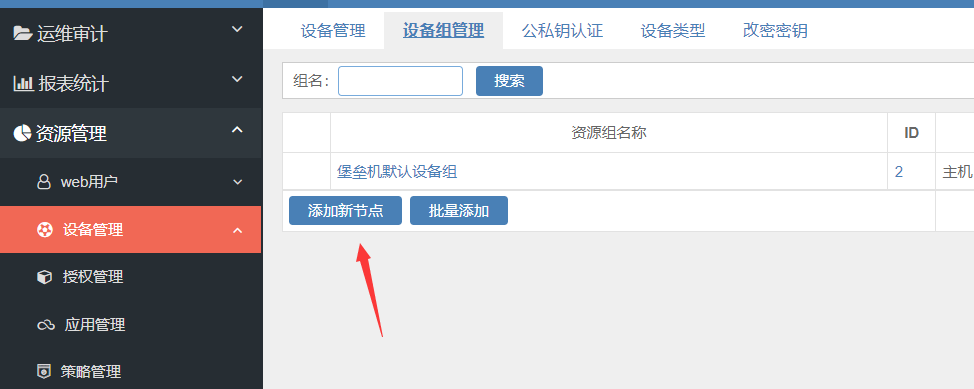 运维审计
报表统计
资源管理
web用户
设备管理
授权管理
应用管理
策略管理
设备管理 设备组管理 公私钥认证 设备类型 改密密钥
组名： 搜索
资源组名称 ID
堡垒机默认设备组 2 主机
添加新节点 批量添加